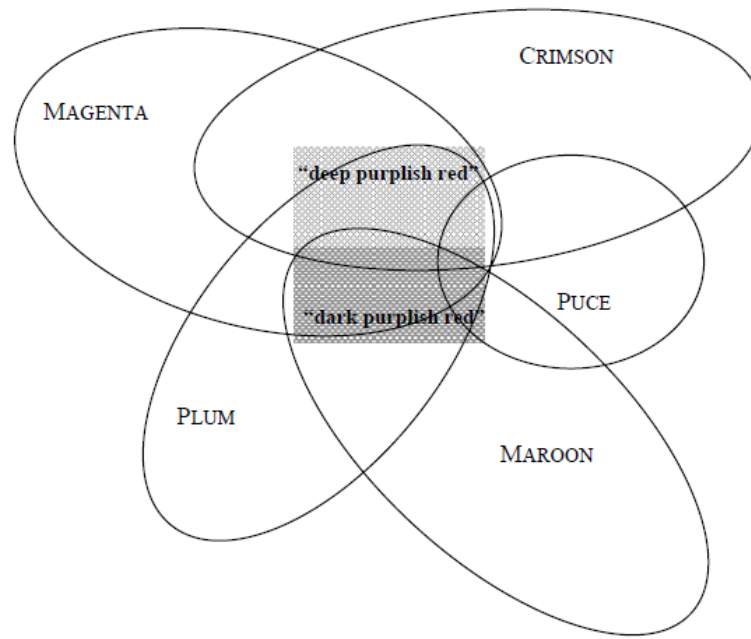 CRIMSON
MAGENTA
“deep purplish red”
PUCE
“dark purplish red”
PLUM
MAROON